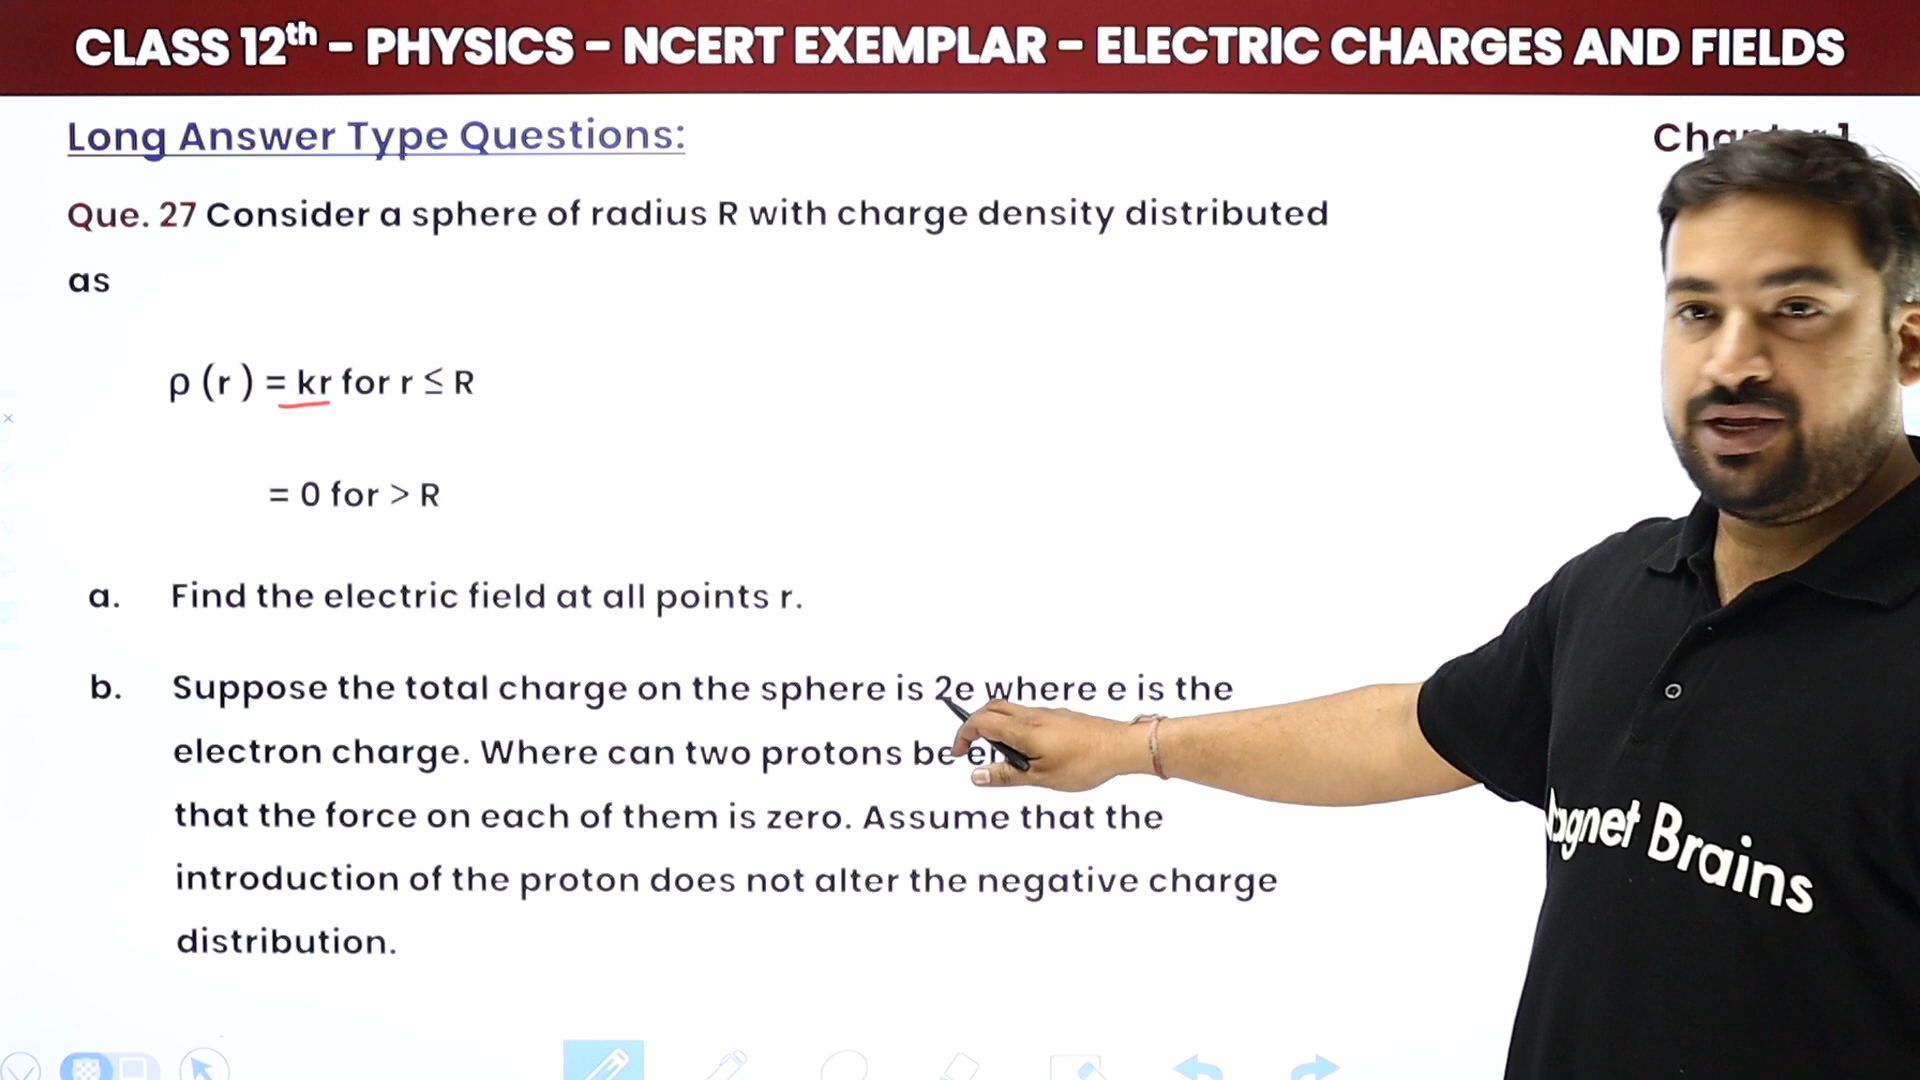 CLASS 12th – PHYSICS – NCERT EXEMPLAR – ELECTRIC CHARGES AND FIELDS
Long Answer Type Questions:
Que. 27 Consider a sphere of radius R with charge density distributed
as
ρ (r) = kr for r ≤ R
= 0 for > R
a. Find the electric field at all points r.
b. Suppose the total charge on the sphere is 2e where e is the
electron charge. Where can two protons be
that the force on each of them is zero. Assume that the
introduction of the proton does not alter the negative charge
distribution.
Brains